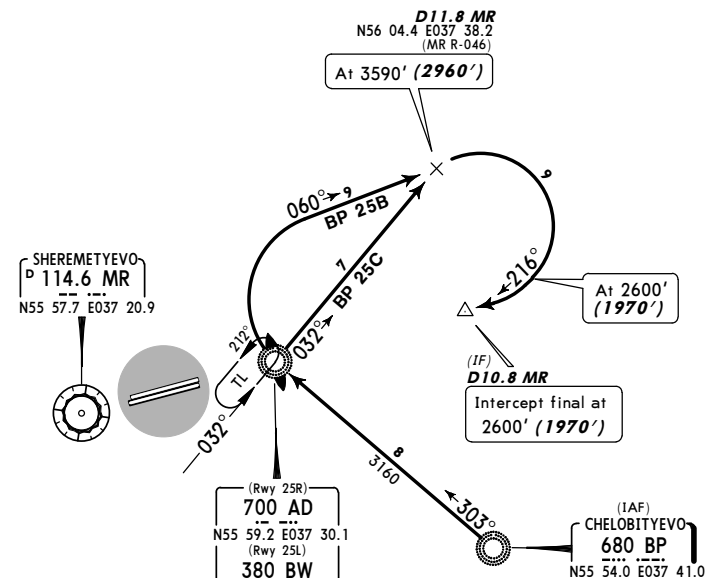 D11.8 MR
N56 04.4 E037 38.2
(MR R-046)
At 3590' (2960')
060° 9
BP 25B
7
032° BP 25C
9
216°
At 2600'
(1970')
SHEREMETYEVO
D 114.6 MR
N55 57.7 E037 20.9
212°
TL
032°
(IF)
D10.8 MR
Intercept final at
2600' (1970')
8
3160
303°
(Rwy 25R)
700 AD
N55 59.2 E037 30.1
(Rwy 25L)
380 BW
(IAF)
CHELOBITYEVO
680 BP
N55 54.0 E037 41.0